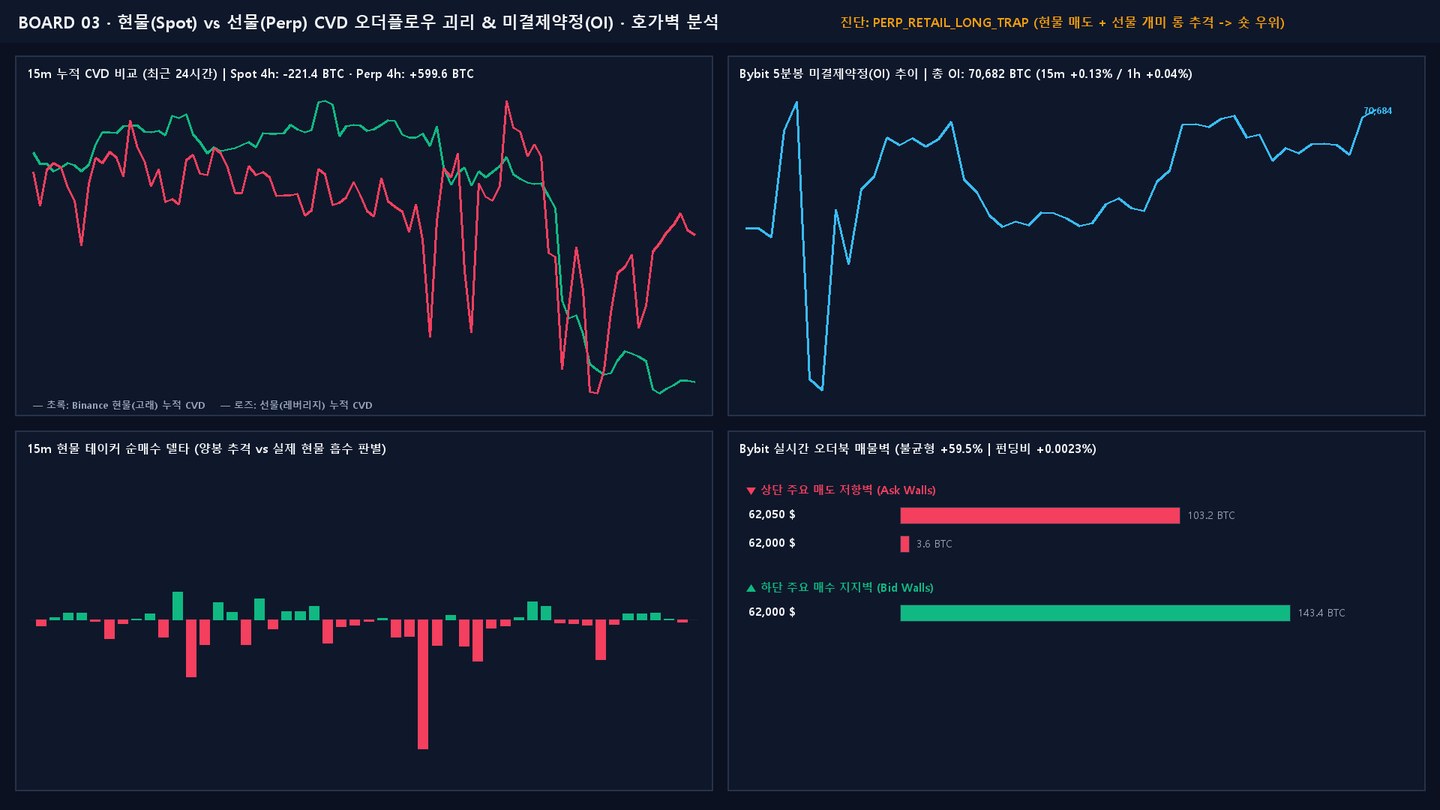 BOARD 03 · 현물(Spot) vs 선물(Perp) CVD 오더플로우 괴리 & 미결제약정(OI) · 호가벽 분석
진단: PERP_RETAIL_LONG_TRAP (현물 매도 + 선물 개미 롱 추격 -> 숏 우위)
15m 누적 CVD 비교 (최근 24시간) | Spot 4h: -221.4 BTC · Perp 4h: +599.6 BTC
— 초록: Binance 현물(고래) 누적 CVD — 로즈: 선물(레버리지) 누적 CVD
Bybit 5분봉 미결제약정(OI) 추이 | 총 OI: 70,682 BTC (15m +0.13% / 1h +0.04%)
70,684
15m 현물 테이커 순매수 델타 (양봉 추격 vs 실제 현물 흡수 판별)
Bybit 실시간 오더북 매물벽 (불균형 +59.5% | 펀딩비 +0.0023%)
▼ 상단 주요 매도 저항벽 (Ask Walls)
62,050 $ 103.2 BTC
62,000 $ 3.6 BTC
▲ 하단 주요 매수 지지벽 (Bid Walls)
62,000 $ 143.4 BTC